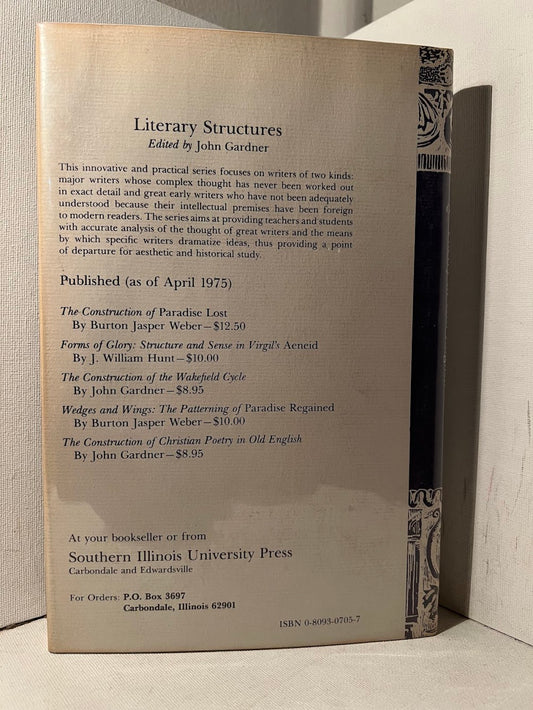 Literary Structures
Edited by John Gardner
This innovative and practical series focuses on writers of two kinds:
major writers whose complex thought has never been worked out
in exact detail and great early writers who have not been adequately
understood because their intellectual premises have been foreign
to modern readers. The series aims at providing teachers and students
with accurate analysis of the thought of great writers and the means
by which specific writers dramatize ideas, thus providing a point
of departure for aesthetic and historical study.
Published (as of April 1975)
The Construction of Paradise Lost
By Burton Jasper Weber—$12.50
Forms of Glory: Structure and Sense in Virgil's Aeneid
By J. William Hunt—$10.00
The Construction of the Wakefield Cycle
By John Gardner—$8.95
Wedges and Wings: The Patterning of Paradise Regained
By Burton Jasper Weber—$10.00
The Construction of Christian Poetry in Old English
By John Gardner—$8.95
At your bookseller or from
Southern Illinois University Press
Carbondale and Edwardsville
For Orders: P.O. Box 3697
Carbondale, Illinois 62901
ISBN 0-8093-0705-7